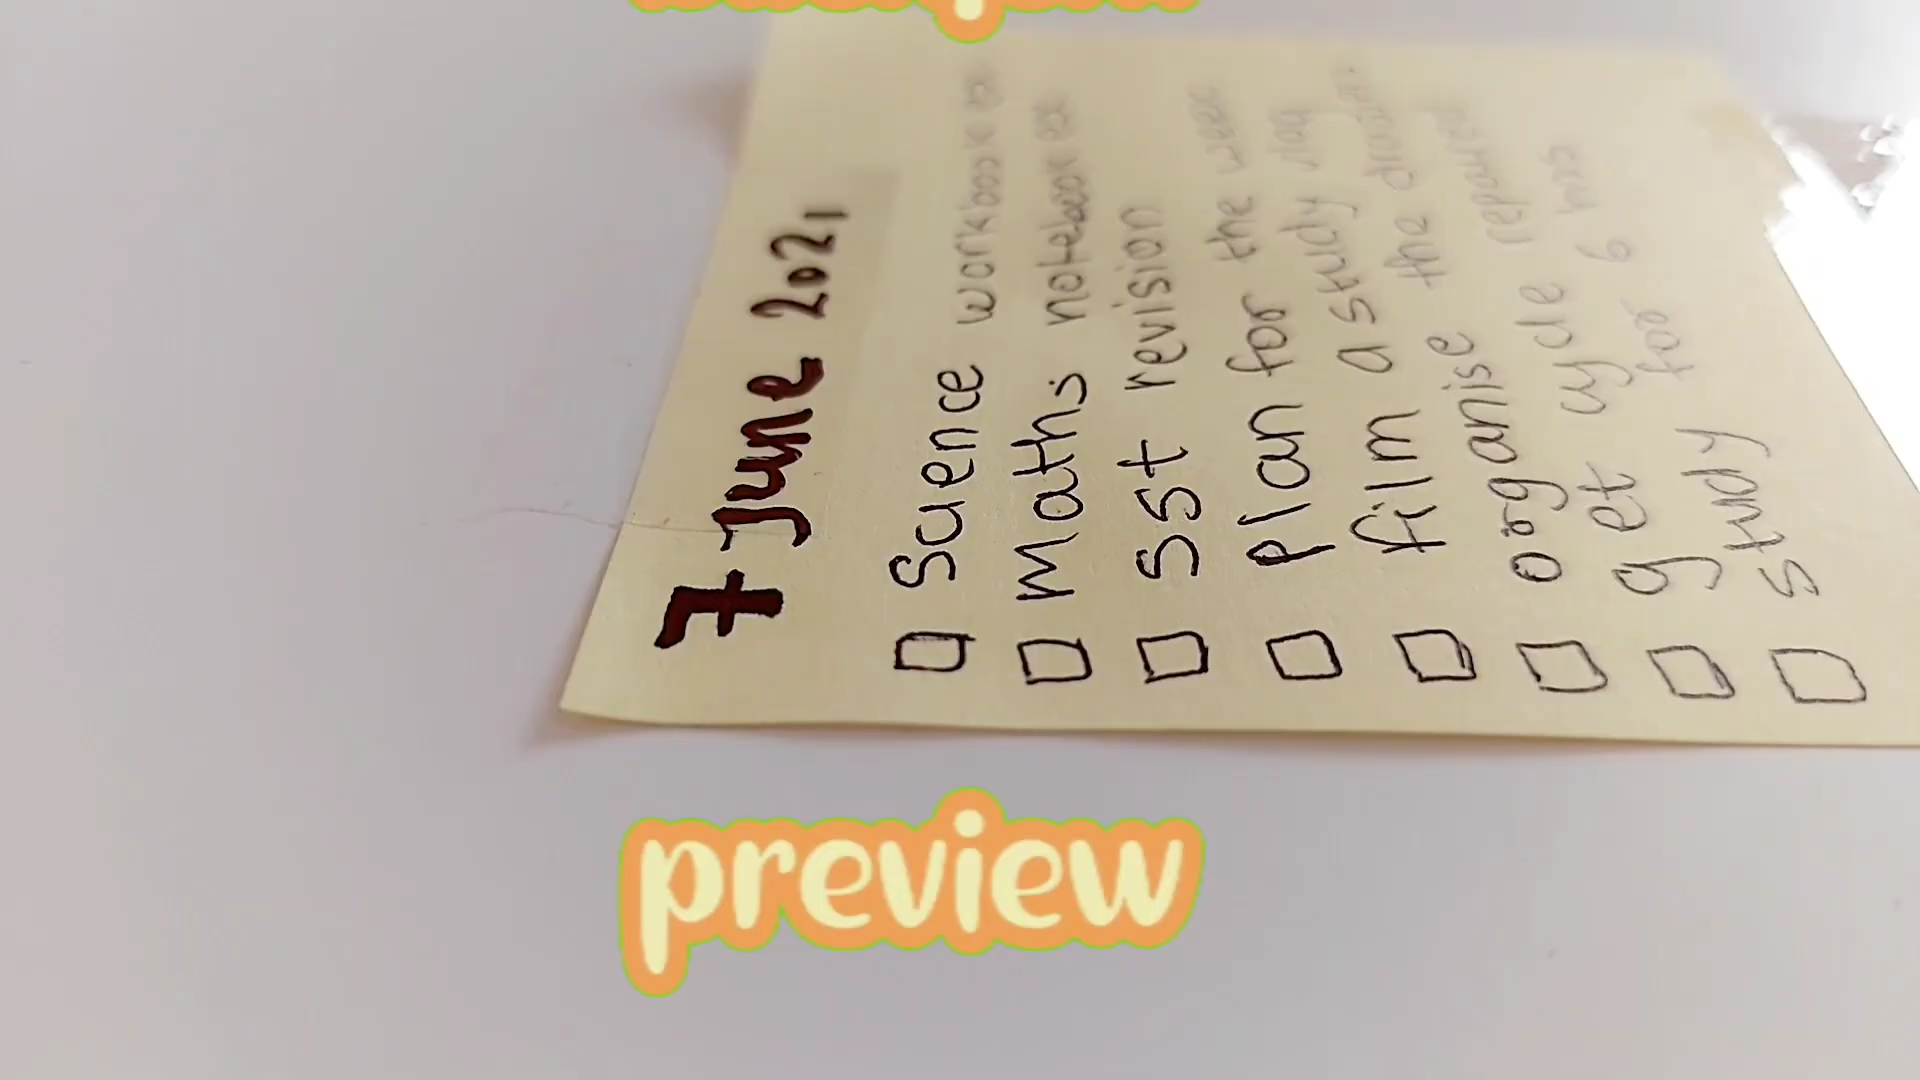 7 June 2021
Science workbook
Maths notebook
SST revision
plan for the week
film a study vlog
organise the
get cycle repaired
study for 6 hrs
preview